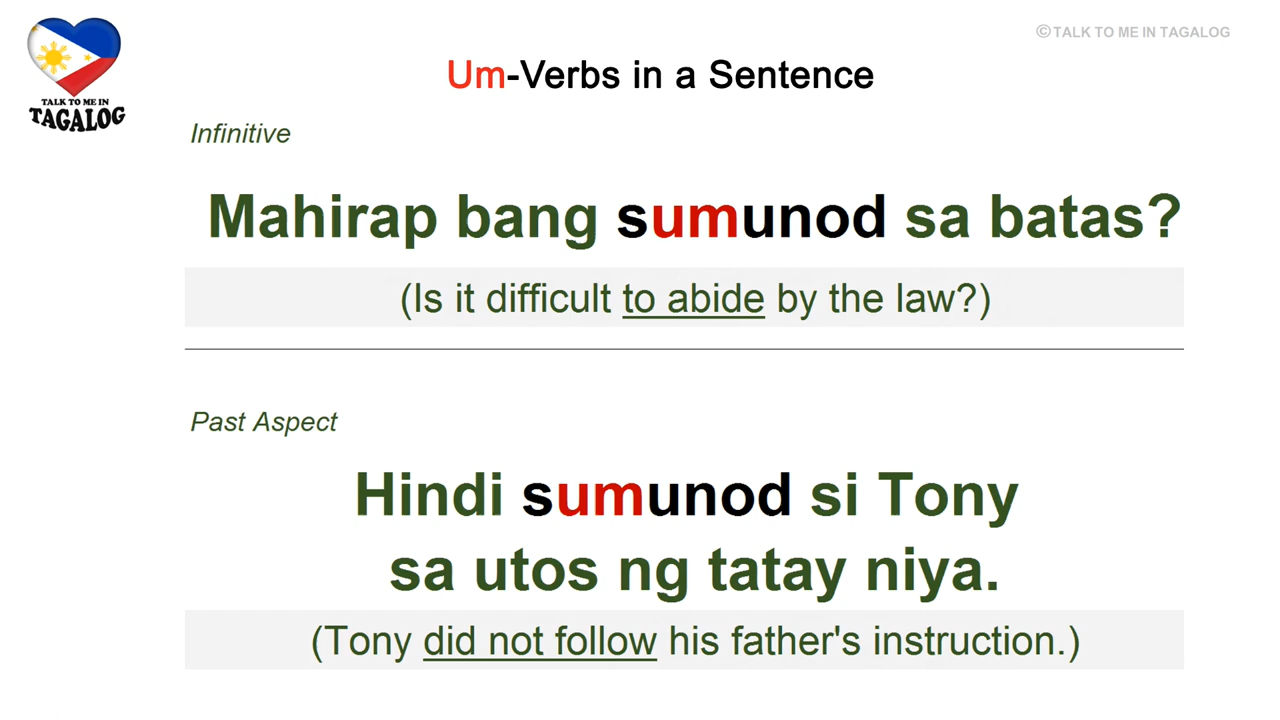 © TALK TO ME IN TAGALOG
TALK TO ME IN
TAGALOG
Um-Verbs in a Sentence
Infinitive
Mahirap bang sumunod sa batas?
(Is it difficult to abide by the law?)
Past Aspect
Hindi sumunod si Tony
sa utos ng tatay niya.
(Tony did not follow his father's instruction.)